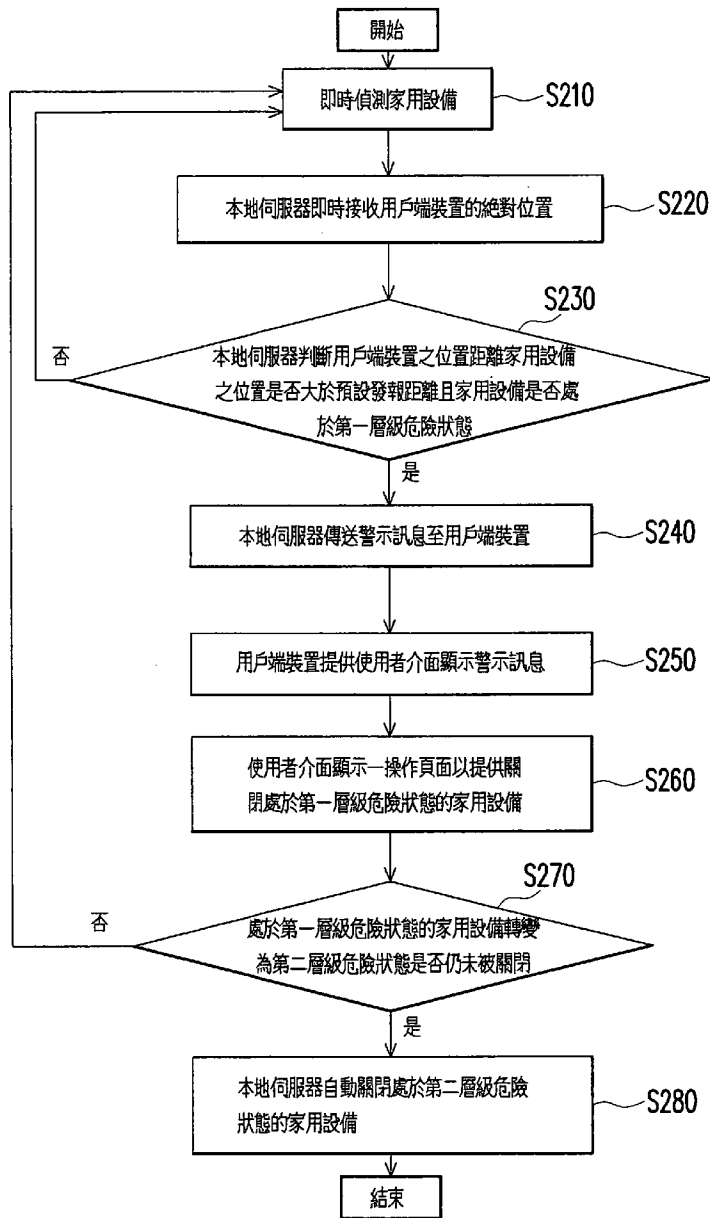 開始
即時偵測家用設備
S210
本地伺服器即時接收用戶端裝置的絕對位置
S220
S230
否
本地伺服器判斷用戶端裝置之位置距離家用設備
之位置是否大於預設發報距離且家用設備是否處
於第一層級危險狀態
是
本地伺服器傳送警示訊息至用戶端裝置
S240
用戶端裝置提供使用者介面顯示警示訊息
S250
使用者介面顯示一操作頁面以提供關
閉處於第一層級危險狀態的家用設備
S260
S270
否
處於第一層級危險狀態的家用設備轉變
為第二層級危險狀態是否仍未被關閉
是
本地伺服器自動關閉處於第二層級危險
狀態的家用設備
S280
結束